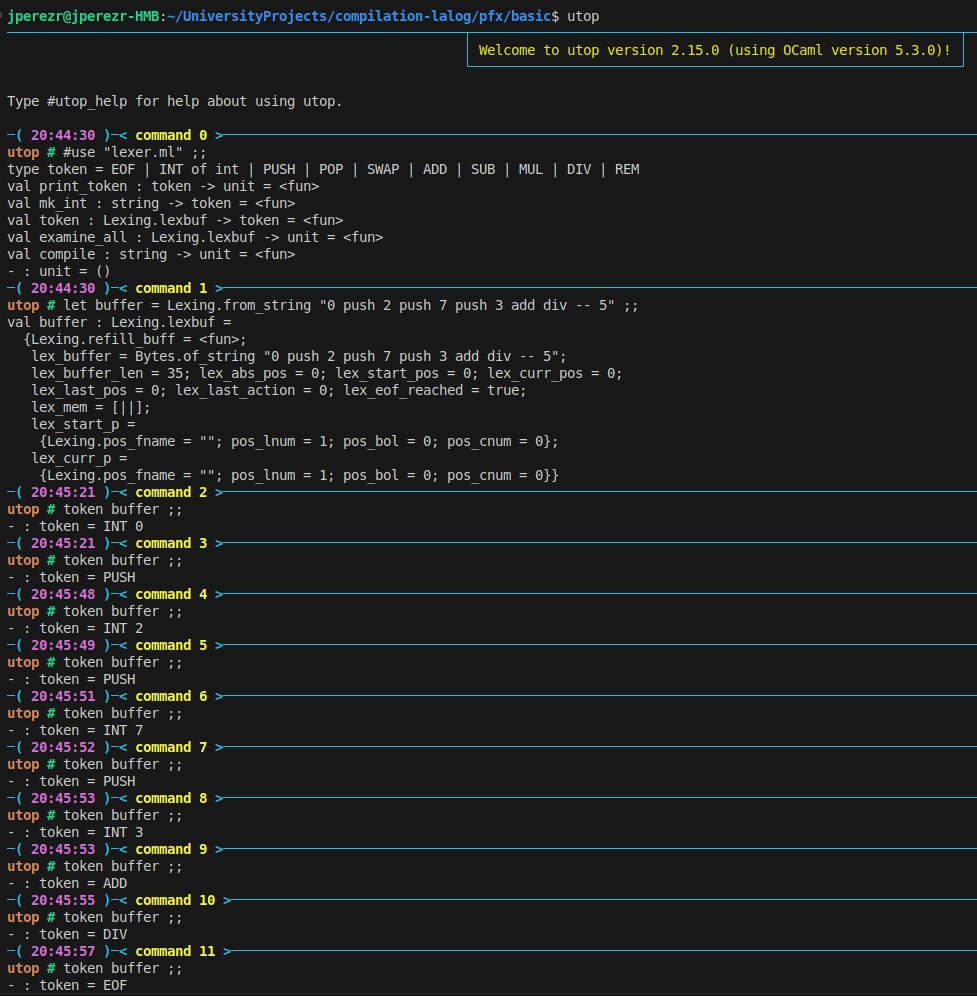 jperezr@jperezr-HMB:~/UniversityProjects/compilation-lalog/pfx/basic$ utop
Welcome to utop version 2.15.0 (using OCaml version 5.3.0)!
Type #utop_help for help about using utop.
─( 20:44:30 )─< command 0 >─
utop # #use "lexer.ml" ;;
type token = EOF | INT of int | PUSH | POP | SWAP | ADD | SUB | MUL | DIV | REM
val print_token : token -> unit = <fun>
val mk_int : string -> token = <fun>
val token : Lexing.lexbuf -> token = <fun>
val examine_all : Lexing.lexbuf -> unit = <fun>
val compile : string -> unit = <fun>
- : unit = ()
─( 20:44:30 )─< command 1 >─
utop # let buffer = Lexing.from_string "0 push 2 push 7 push 3 add div -- 5" ;;
val buffer : Lexing.lexbuf =
  {Lexing.refill_buff = <fun>;
   lex_buffer = Bytes.of_string "0 push 2 push 7 push 3 add div -- 5";
   lex_buffer_len = 35; lex_abs_pos = 0; lex_start_pos = 0; lex_curr_pos = 0;
   lex_last_pos = 0; lex_last_action = 0; lex_eof_reached = true;
   lex_mem = [||];
   lex_start_p =
    {Lexing.pos_fname = ""; pos_lnum = 1; pos_bol = 0; pos_cnum = 0};
   lex_curr_p =
    {Lexing.pos_fname = ""; pos_lnum = 1; pos_bol = 0; pos_cnum = 0}}
─( 20:45:21 )─< command 2 >─
utop # token buffer ;;
- : token = INT 0
─( 20:45:21 )─< command 3 >─
utop # token buffer ;;
- : token = PUSH
─( 20:45:48 )─< command 4 >─
utop # token buffer ;;
- : token = INT 2
─( 20:45:49 )─< command 5 >─
utop # token buffer ;;
- : token = PUSH
─( 20:45:51 )─< command 6 >─
utop # token buffer ;;
- : token = INT 7
─( 20:45:52 )─< command 7 >─
utop # token buffer ;;
- : token = PUSH
─( 20:45:53 )─< command 8 >─
utop # token buffer ;;
- : token = INT 3
─( 20:45:53 )─< command 9 >─
utop # token buffer ;;
- : token = ADD
─( 20:45:55 )─< command 10 >─
utop # token buffer ;;
- : token = DIV
─( 20:45:57 )─< command 11 >─
utop # token buffer ;;
- : token = EOF